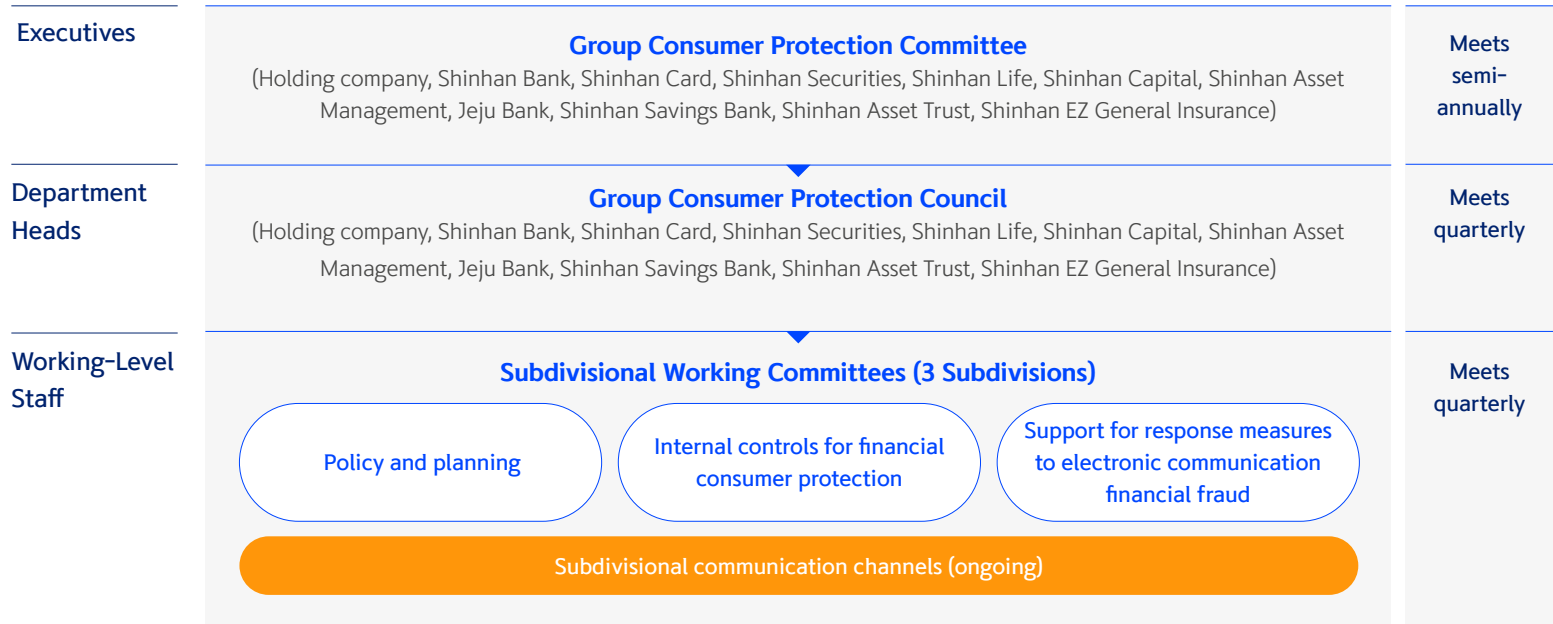 Executives
Group Consumer Protection Committee
(Holding company, Shinhan Bank, Shinhan Card, Shinhan Securities, Shinhan Life, Shinhan Capital, Shinhan Asset
Management, Jeju Bank, Shinhan Savings Bank, Shinhan Asset Trust, Shinhan EZ General Insurance)
Meets
semi-
annually
Department
Heads
Group Consumer Protection Council
(Holding company, Shinhan Bank, Shinhan Card, Shinhan Securities, Shinhan Life, Shinhan Capital, Shinhan Asset
Management, Jeju Bank, Shinhan Savings Bank, Shinhan Asset Trust, Shinhan EZ General Insurance)
Meets
quarterly
Working-Level
Staff
Subdivisional Working Committees (3 Subdivisions)
Policy and planning
Internal controls for financial
consumer protection
Support for response measures
to electronic communication
financial fraud
Subdivisional communication channels (ongoing)
Meets
quarterly